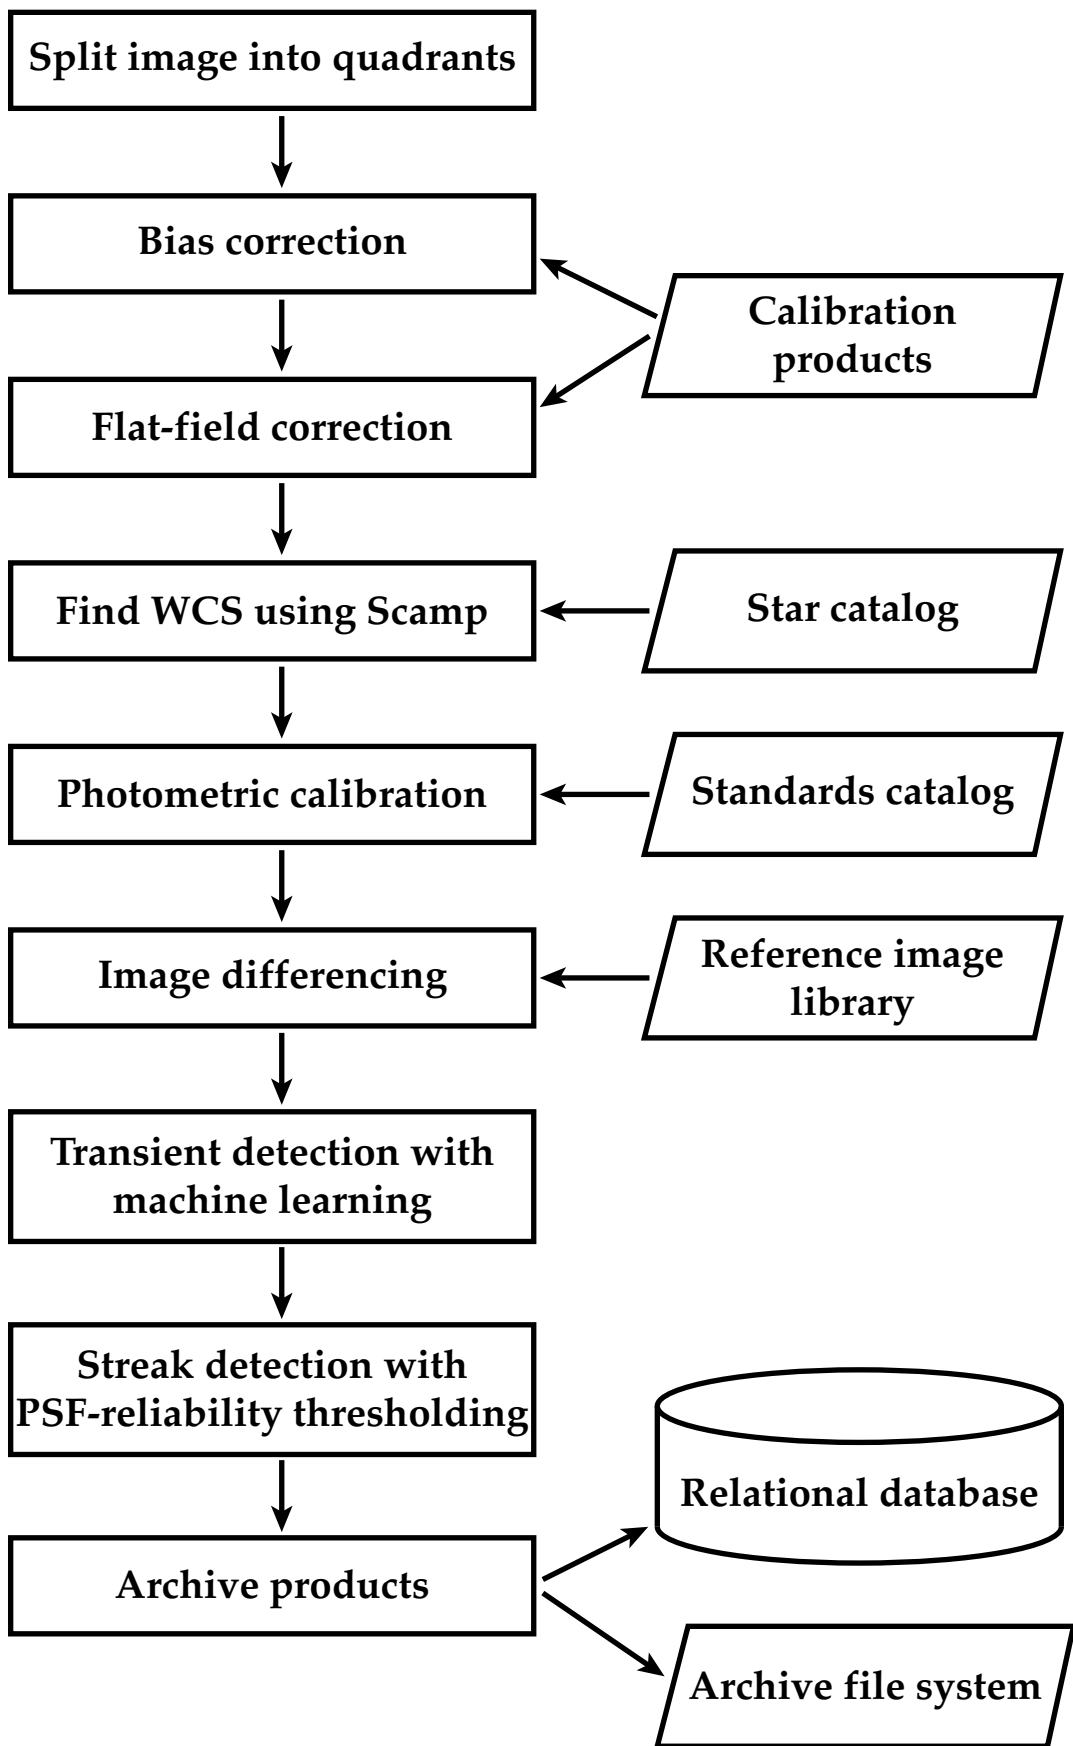 Split image into quadrants
Bias correction
Calibration
products
Flat-field correction
Find WCS using Scamp
Star catalog
Photometric calibration
Standards catalog
Image differencing
Reference image
library
Transient detection with
machine learning
Streak detection with
PSF-reliability thresholding
Relational database
Archive products
Archive file system